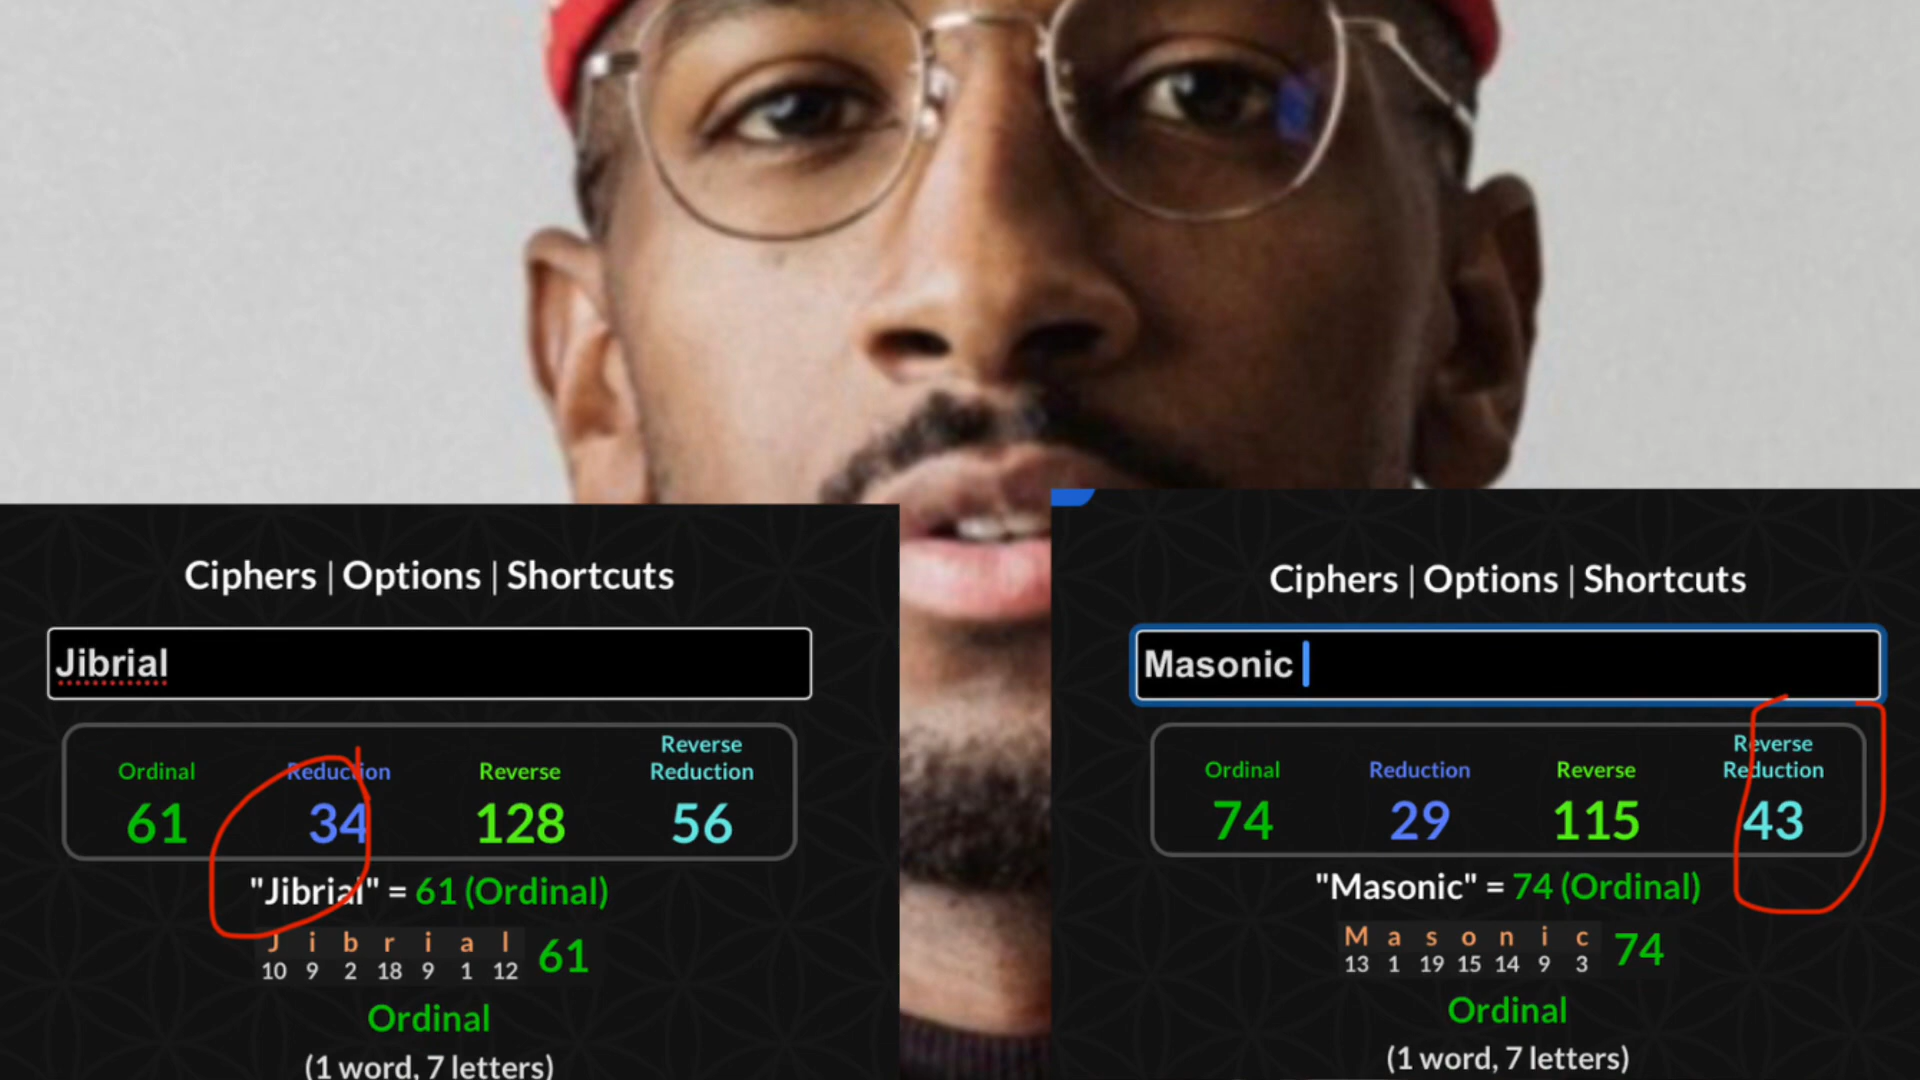 Ciphers | Options | Shortcuts
Jibrial
Ordinal Reduction Reverse Reverse Reduction
61 34 128 56
"Jibrial" = 61 (Ordinal)
J i b r i a l
10 9 2 18 9 1 12
61
Ordinal
(1 word, 7 letters)
Ciphers | Options | Shortcuts
Masonic
Ordinal Reduction Reverse Reverse Reduction
74 29 115 43
"Masonic" = 74 (Ordinal)
M a s o n i c
13 1 19 15 14 9 3
74
Ordinal
(1 word, 7 letters)